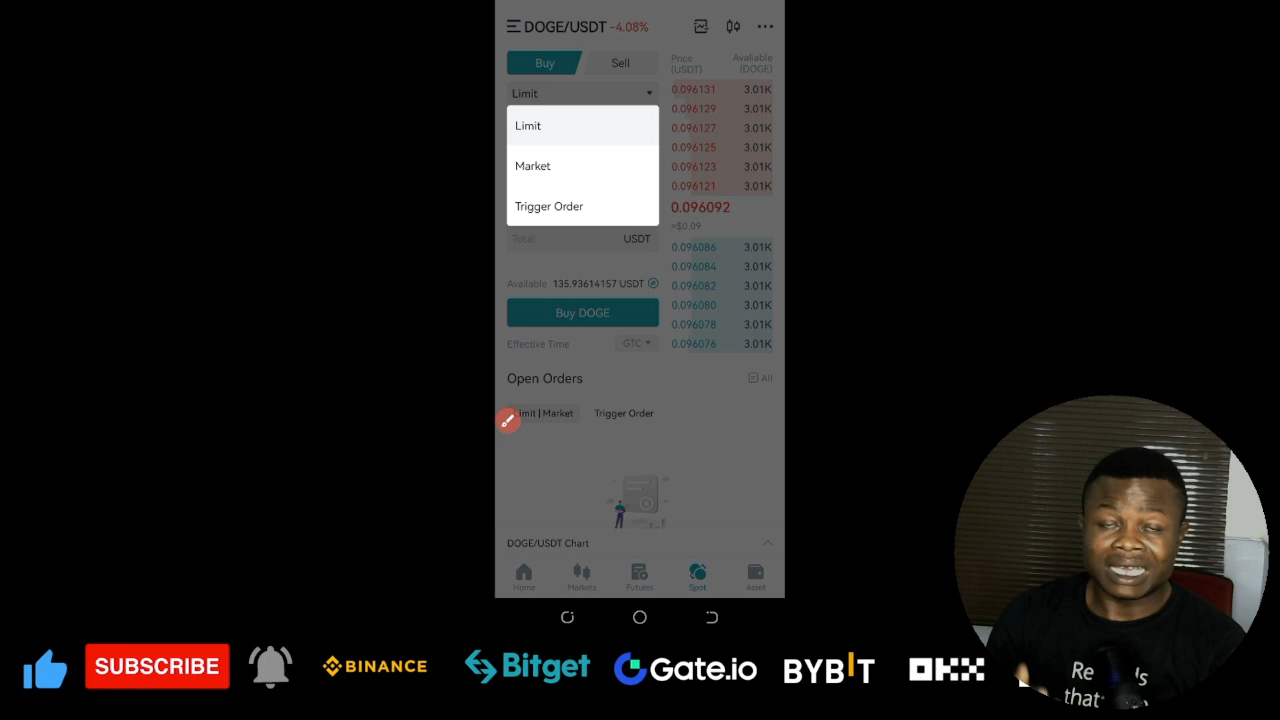 DOGE/USDT -4.08%
Buy
Sell
Price (USDT)
Available (DOGE)
Limit
Limit
Market
Trigger Order
Total USDT
Available 135.93614157 USDT
Buy DOGE
Effective Time GTC
0.096131 3.01K
0.096129 3.01K
0.096127 3.01K
0.096125 3.01K
0.096123 3.01K
0.096121 3.01K
0.096092
≈$0.09
0.096086 3.01K
0.096084 3.01K
0.096082 3.01K
0.096080 3.01K
0.096078 3.01K
0.096076 3.01K
Open Orders
All
imit | Market
Trigger Order
DOGE/USDT Chart
Home
Markets
Futures
Spot
Asset
SUBSCRIBE
BINANCE
Bitget
Gate.io
BYBIT
OKX
Re s
that